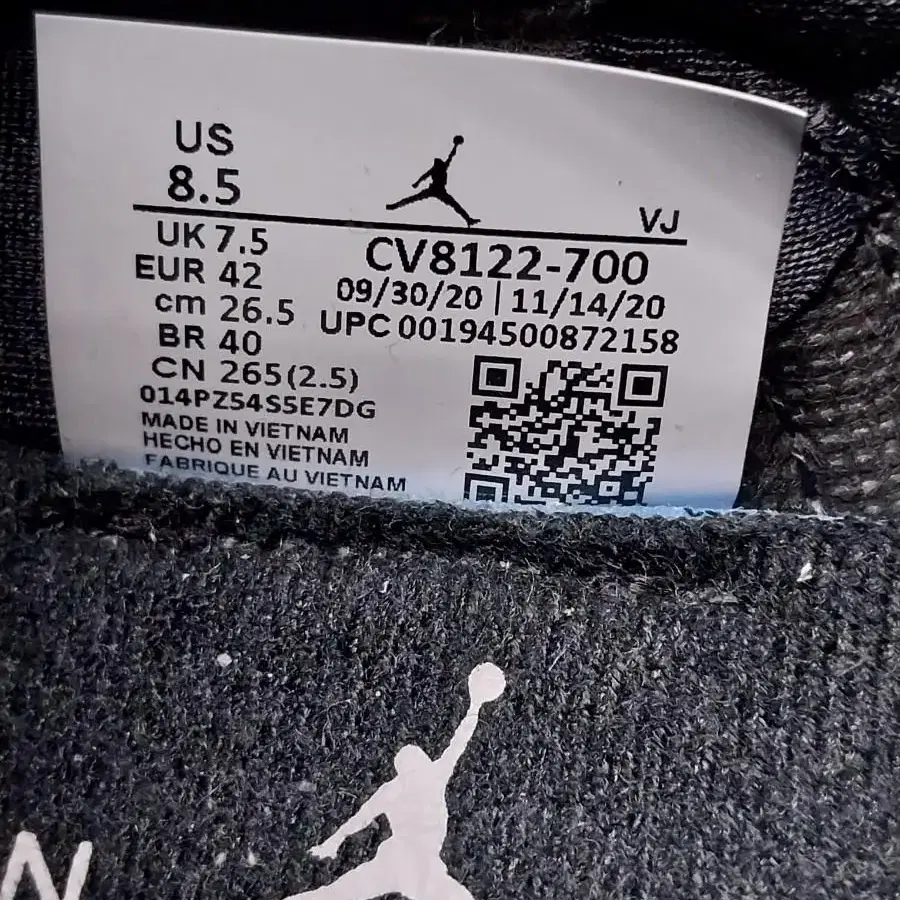 US
8.5
VJ
UK 7.5
EUR 42
cm 26.5
BR 40
CN 265(2.5)
CV8122-700
09/30/20 | 11/14/20
UPC 00194500872158
014PZ54S5E7DG
MADE IN VIETNAM
HECHO EN VIETNAM
FABRIQUE AU VIETNAM